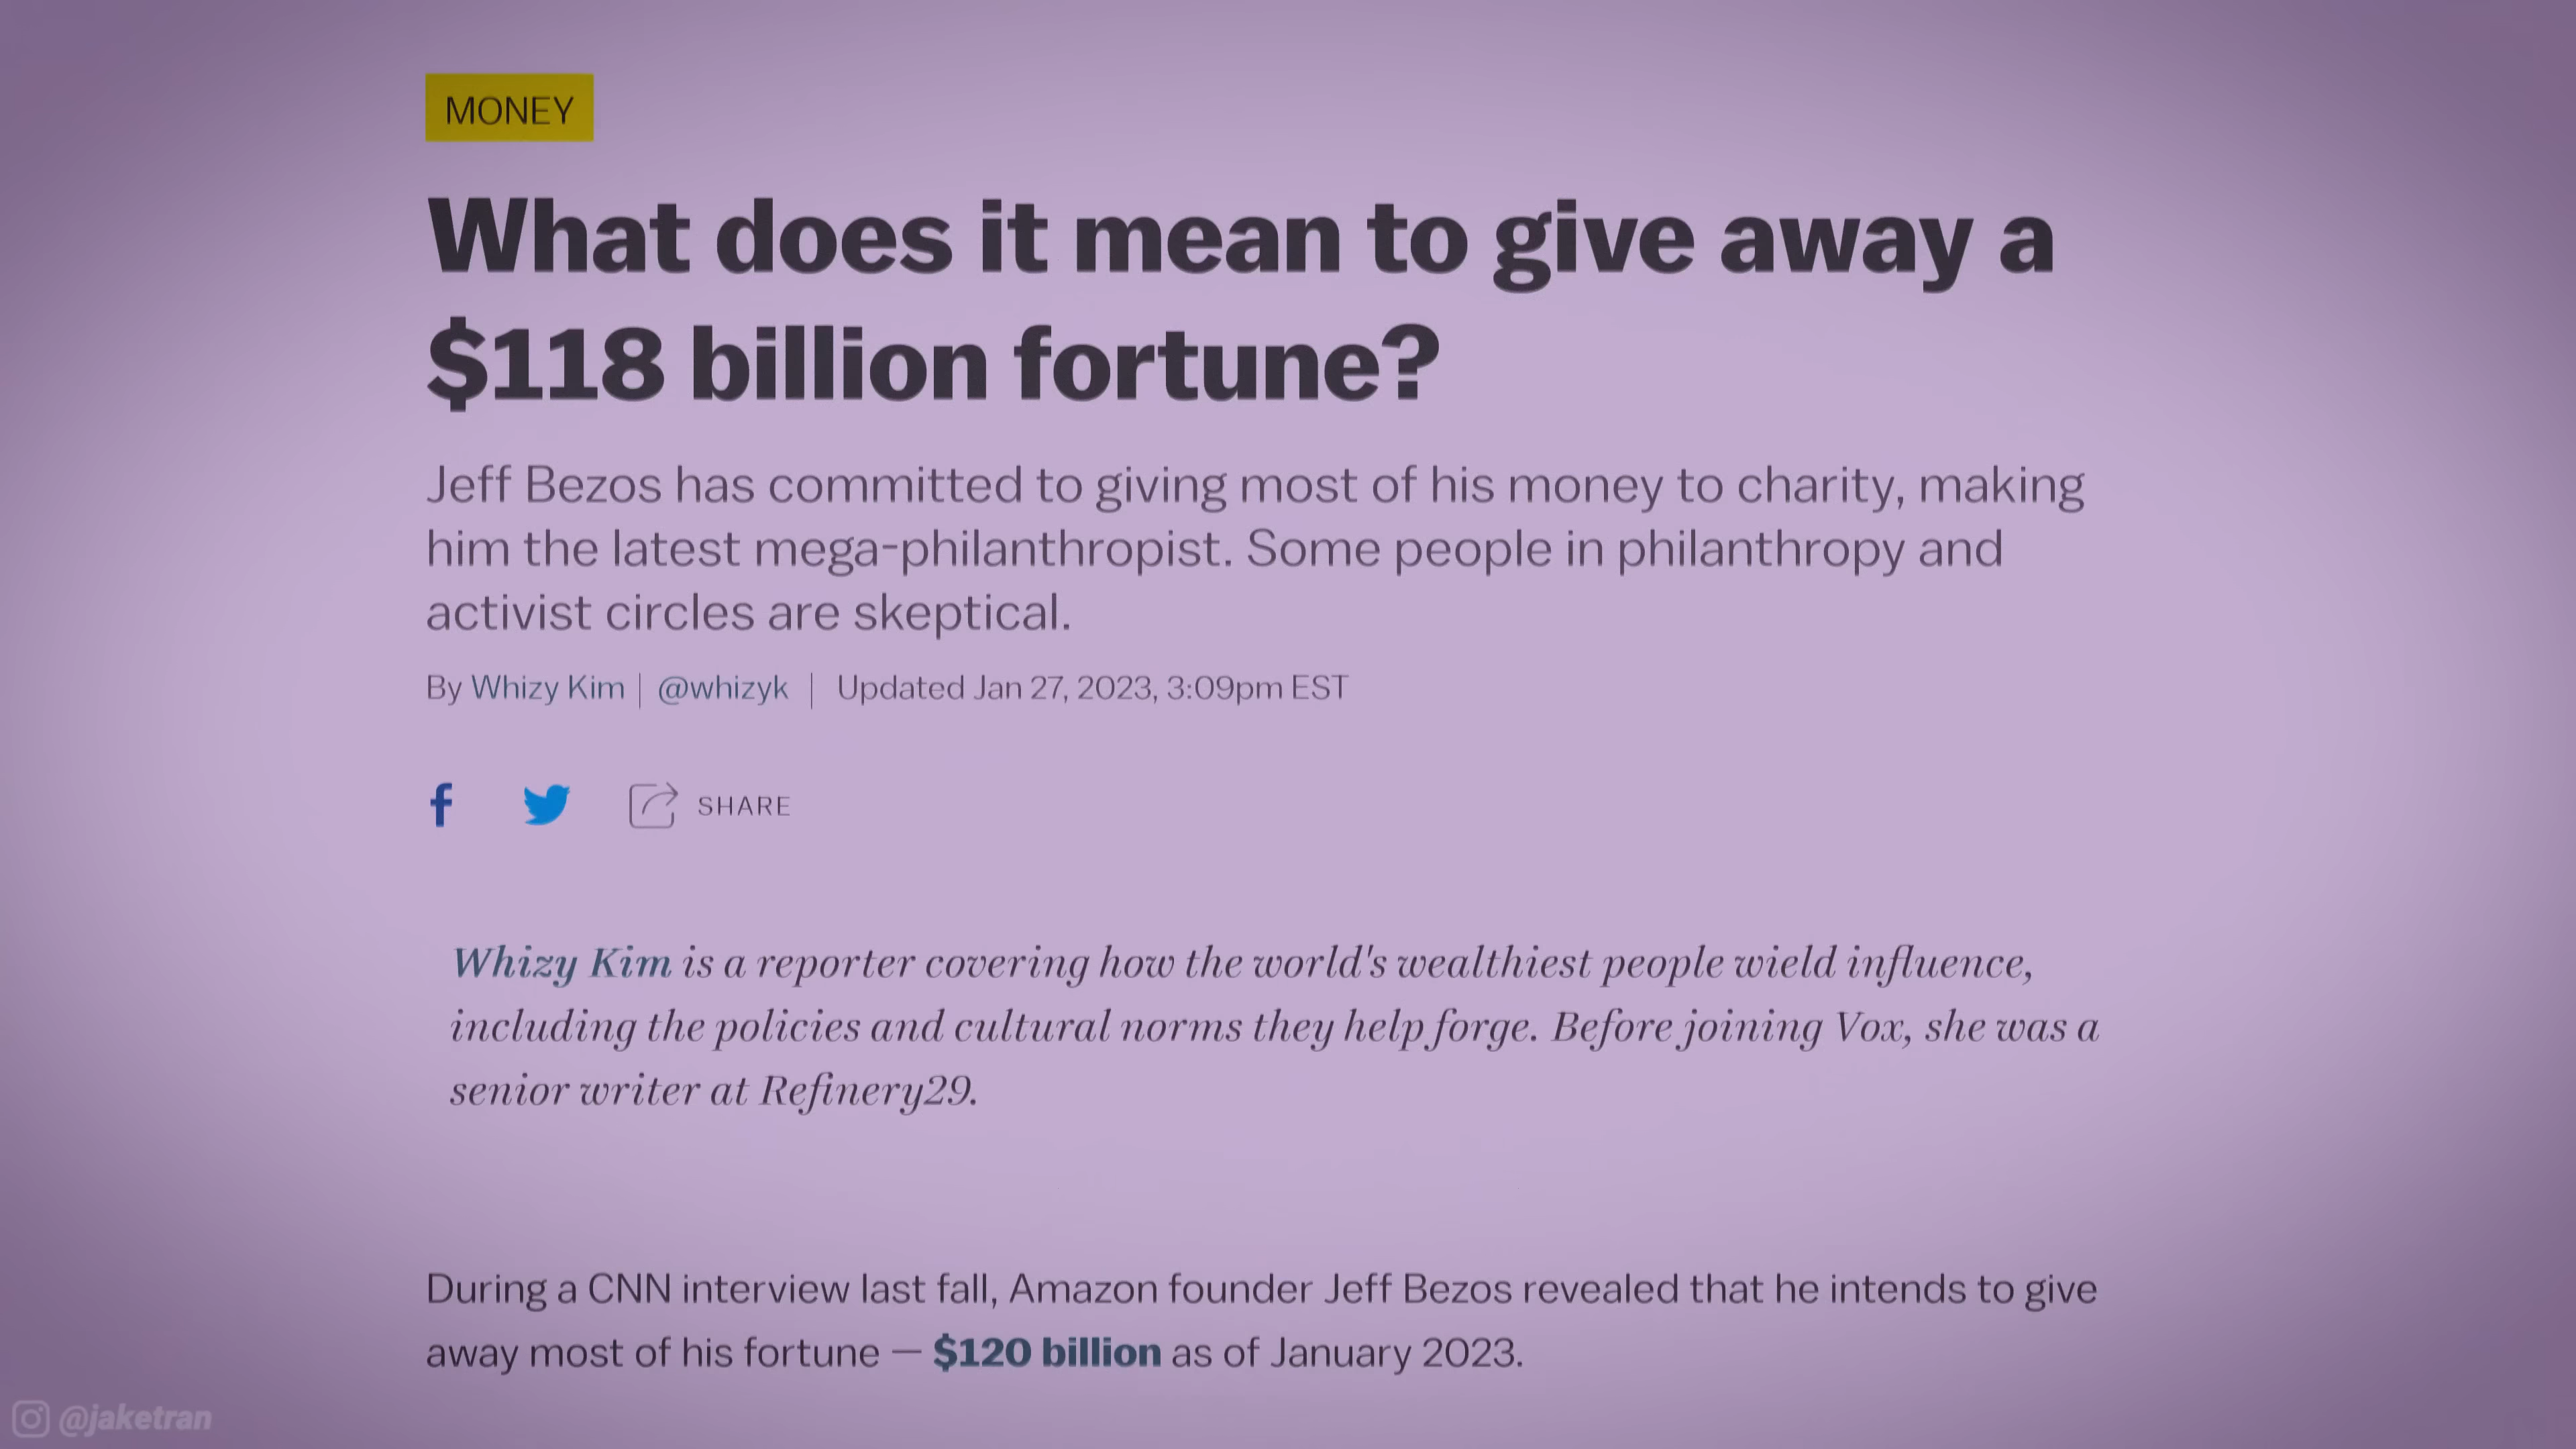 MONEY
What does it mean to give away a
$118 billion fortune?
Jeff Bezos has committed to giving most of his money to charity, making
him the latest mega-philanthropist. Some people in philanthropy and
activist circles are skeptical.
By Whizy Kim | @whizyk | Updated Jan 27, 2023, 3:09pm EST
f SHARE
Whizy Kim is a reporter covering how the world's wealthiest people wield influence,
including the policies and cultural norms they help forge. Before joining Vox, she was a
senior writer at Refinery29.
During a CNN interview last fall, Amazon founder Jeff Bezos revealed that he intends to give
away most of his fortune — $120 billion as of January 2023.
@jaketran